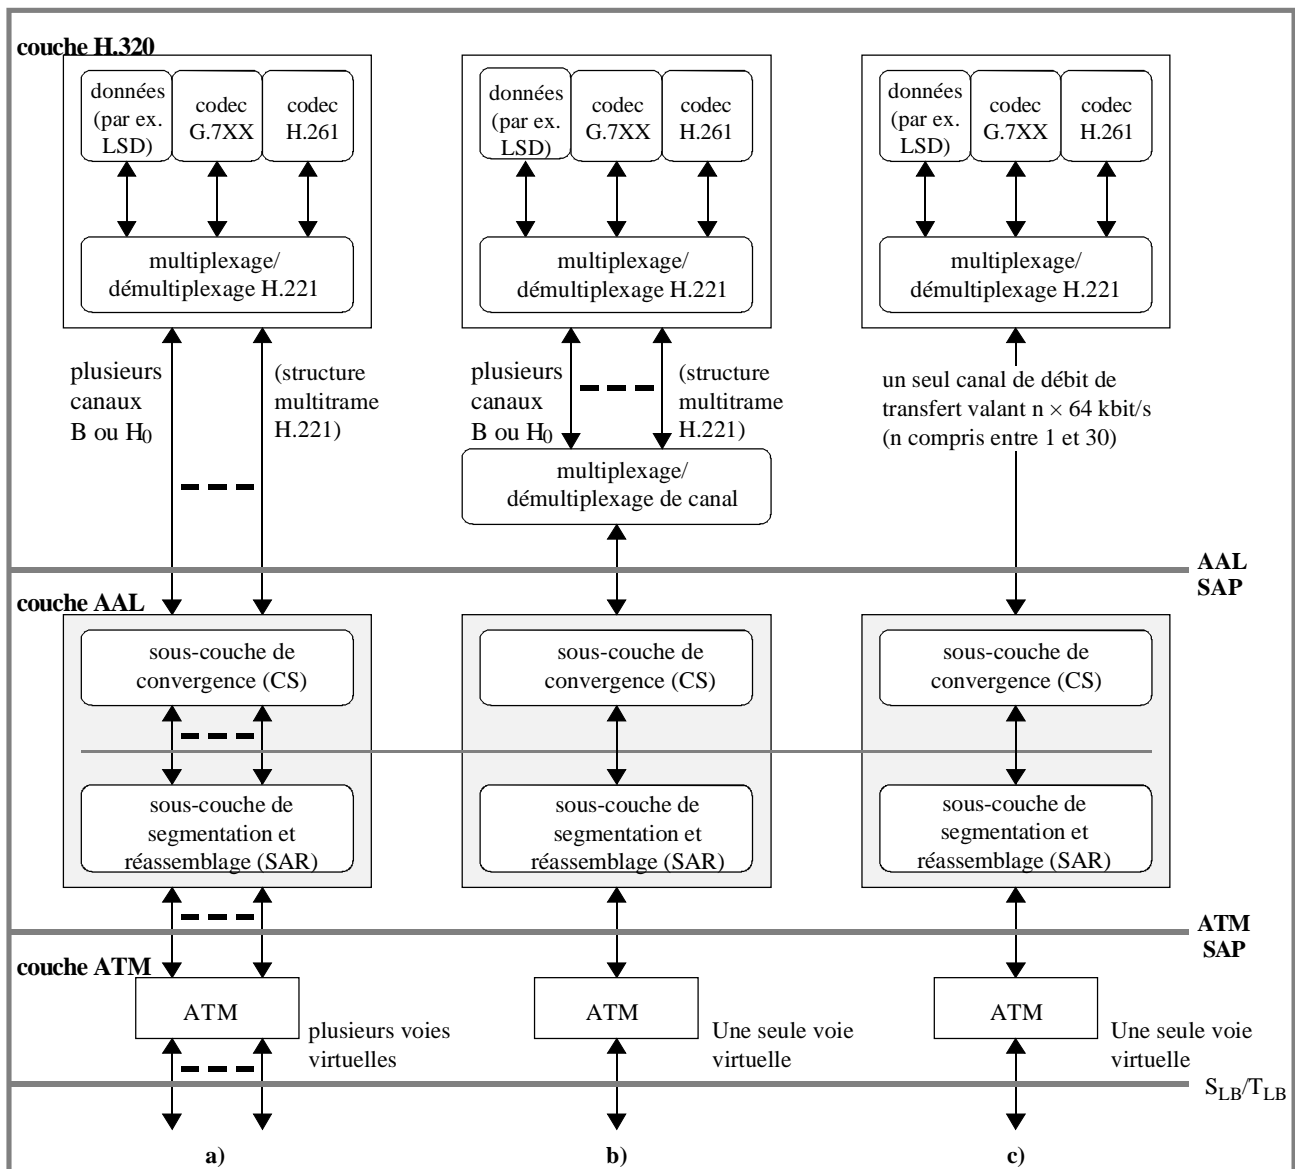 couche H.320
données
(par ex.
LSD)
codec
G.7XX
codec
H.261
multiplexage/
démultiplexage H.221
données
(par ex.
LSD)
codec
G.7XX
codec
H.261
multiplexage/
démultiplexage H.221
données
(par ex.
LSD)
codec
G.7XX
codec
H.261
multiplexage/
démultiplexage H.221
plusieurs
canaux
B ou H0
(structure
multitrame
H.221)
plusieurs
canaux
B ou H0
(structure
multitrame
H.221)
un seul canal de débit de
transfert valant n × 64 kbit/s
(n compris entre 1 et 30)
multiplexage/
démultiplexage de canal
AAL
SAP
couche AAL
sous-couche de
convergence (CS)
sous-couche de
convergence (CS)
sous-couche de
convergence (CS)
sous-couche de
segmentation et
réassemblage (SAR)
sous-couche de
segmentation et
réassemblage (SAR)
sous-couche de
segmentation et
réassemblage (SAR)
ATM
SAP
couche ATM
ATM
plusieurs voies
virtuelles
ATM
Une seule voie
virtuelle
ATM
Une seule voie
virtuelle
SLB/TLB
a)
b)
c)